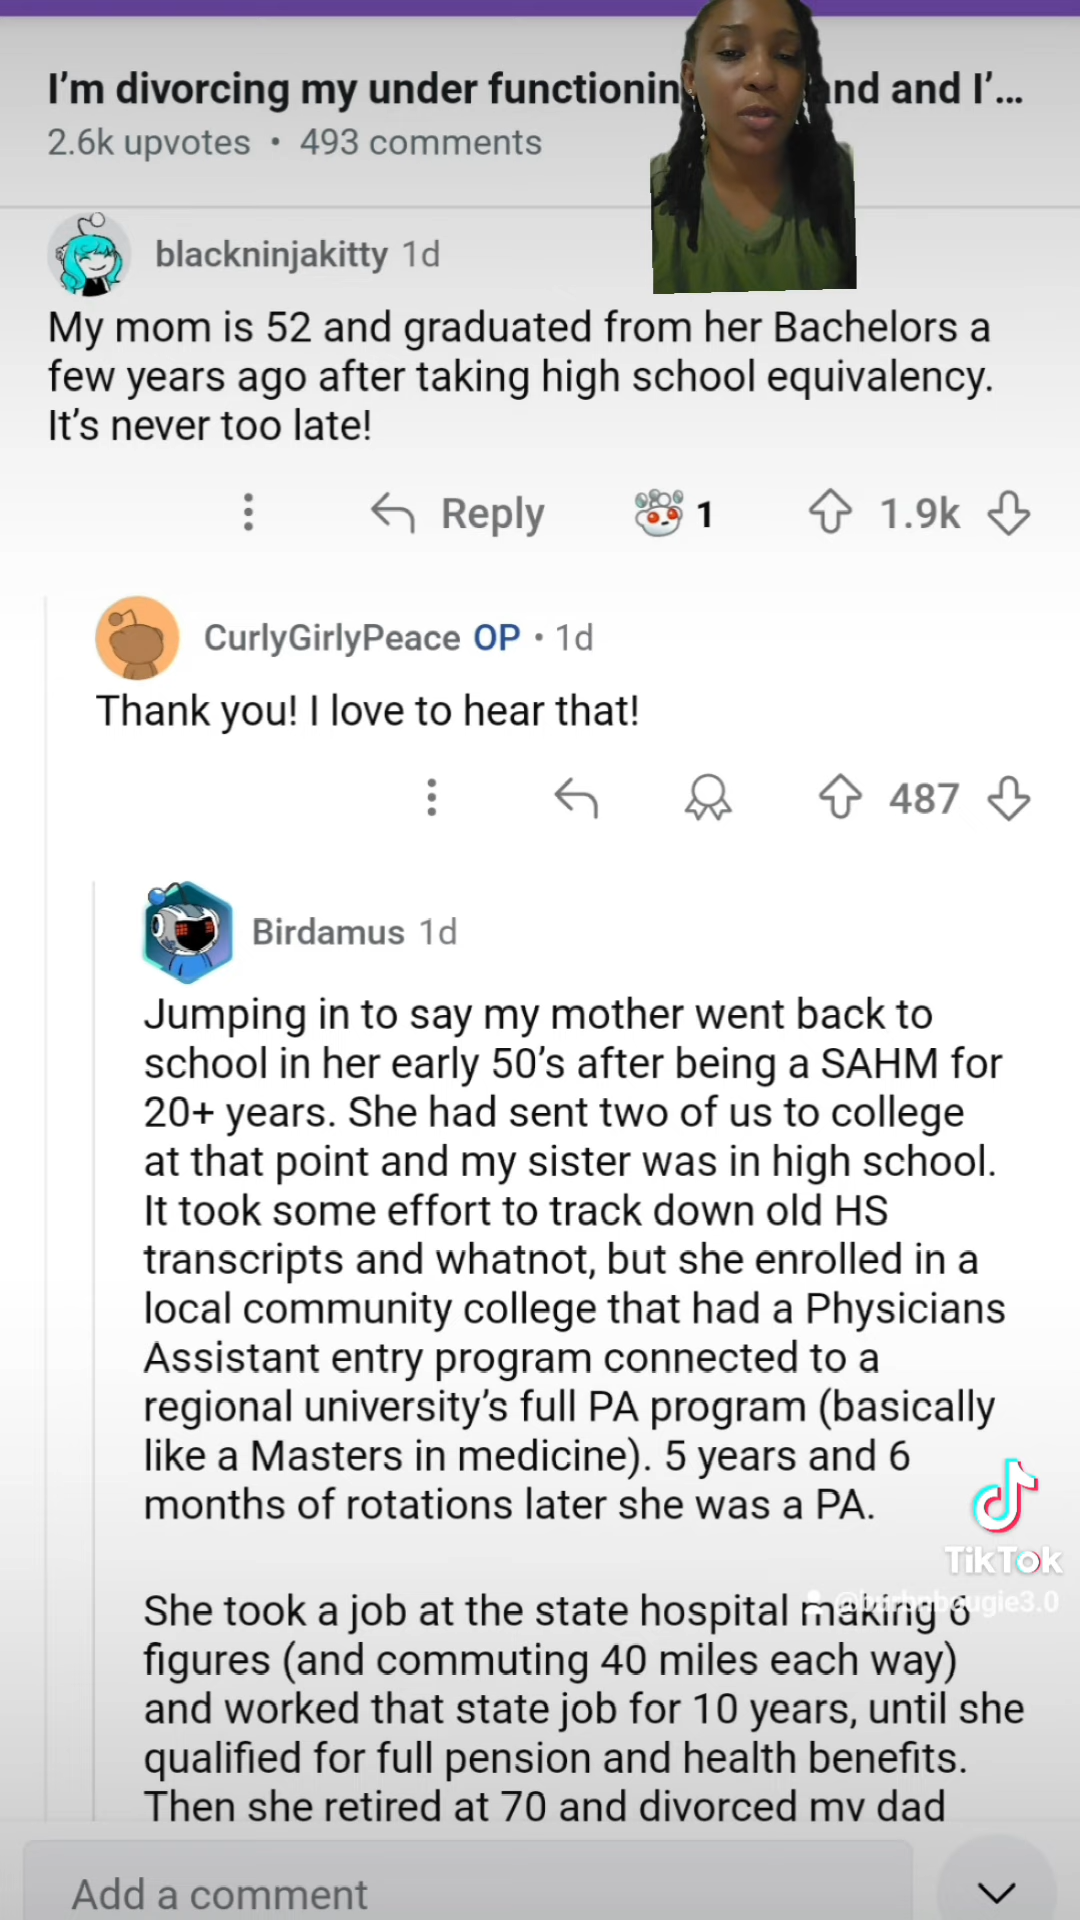 I'm divorcing my under functionin and and I'...
2.6k upvotes • 493 comments
blackninjakitty 1d
My mom is 52 and graduated from her Bachelors a
few years ago after taking high school equivalency.
It's never too late!
Reply 1 1.9k
CurlyGirlyPeace OP • 1d
Thank you! I love to hear that!
487
Birdamus 1d
Jumping in to say my mother went back to
school in her early 50's after being a SAHM for
20+ years. She had sent two of us to college
at that point and my sister was in high school.
It took some effort to track down old HS
transcripts and whatnot, but she enrolled in a
local community college that had a Physicians
Assistant entry program connected to a
regional university's full PA program (basically
like a Masters in medicine). 5 years and 6
months of rotations later she was a PA.
TikTok
She took a job at the state hospital making 6
figures (and commuting 40 miles each way)
and worked that state job for 10 years, until she
qualified for full pension and health benefits.
Then she retired at 70 and divorced my dad
Add a comment